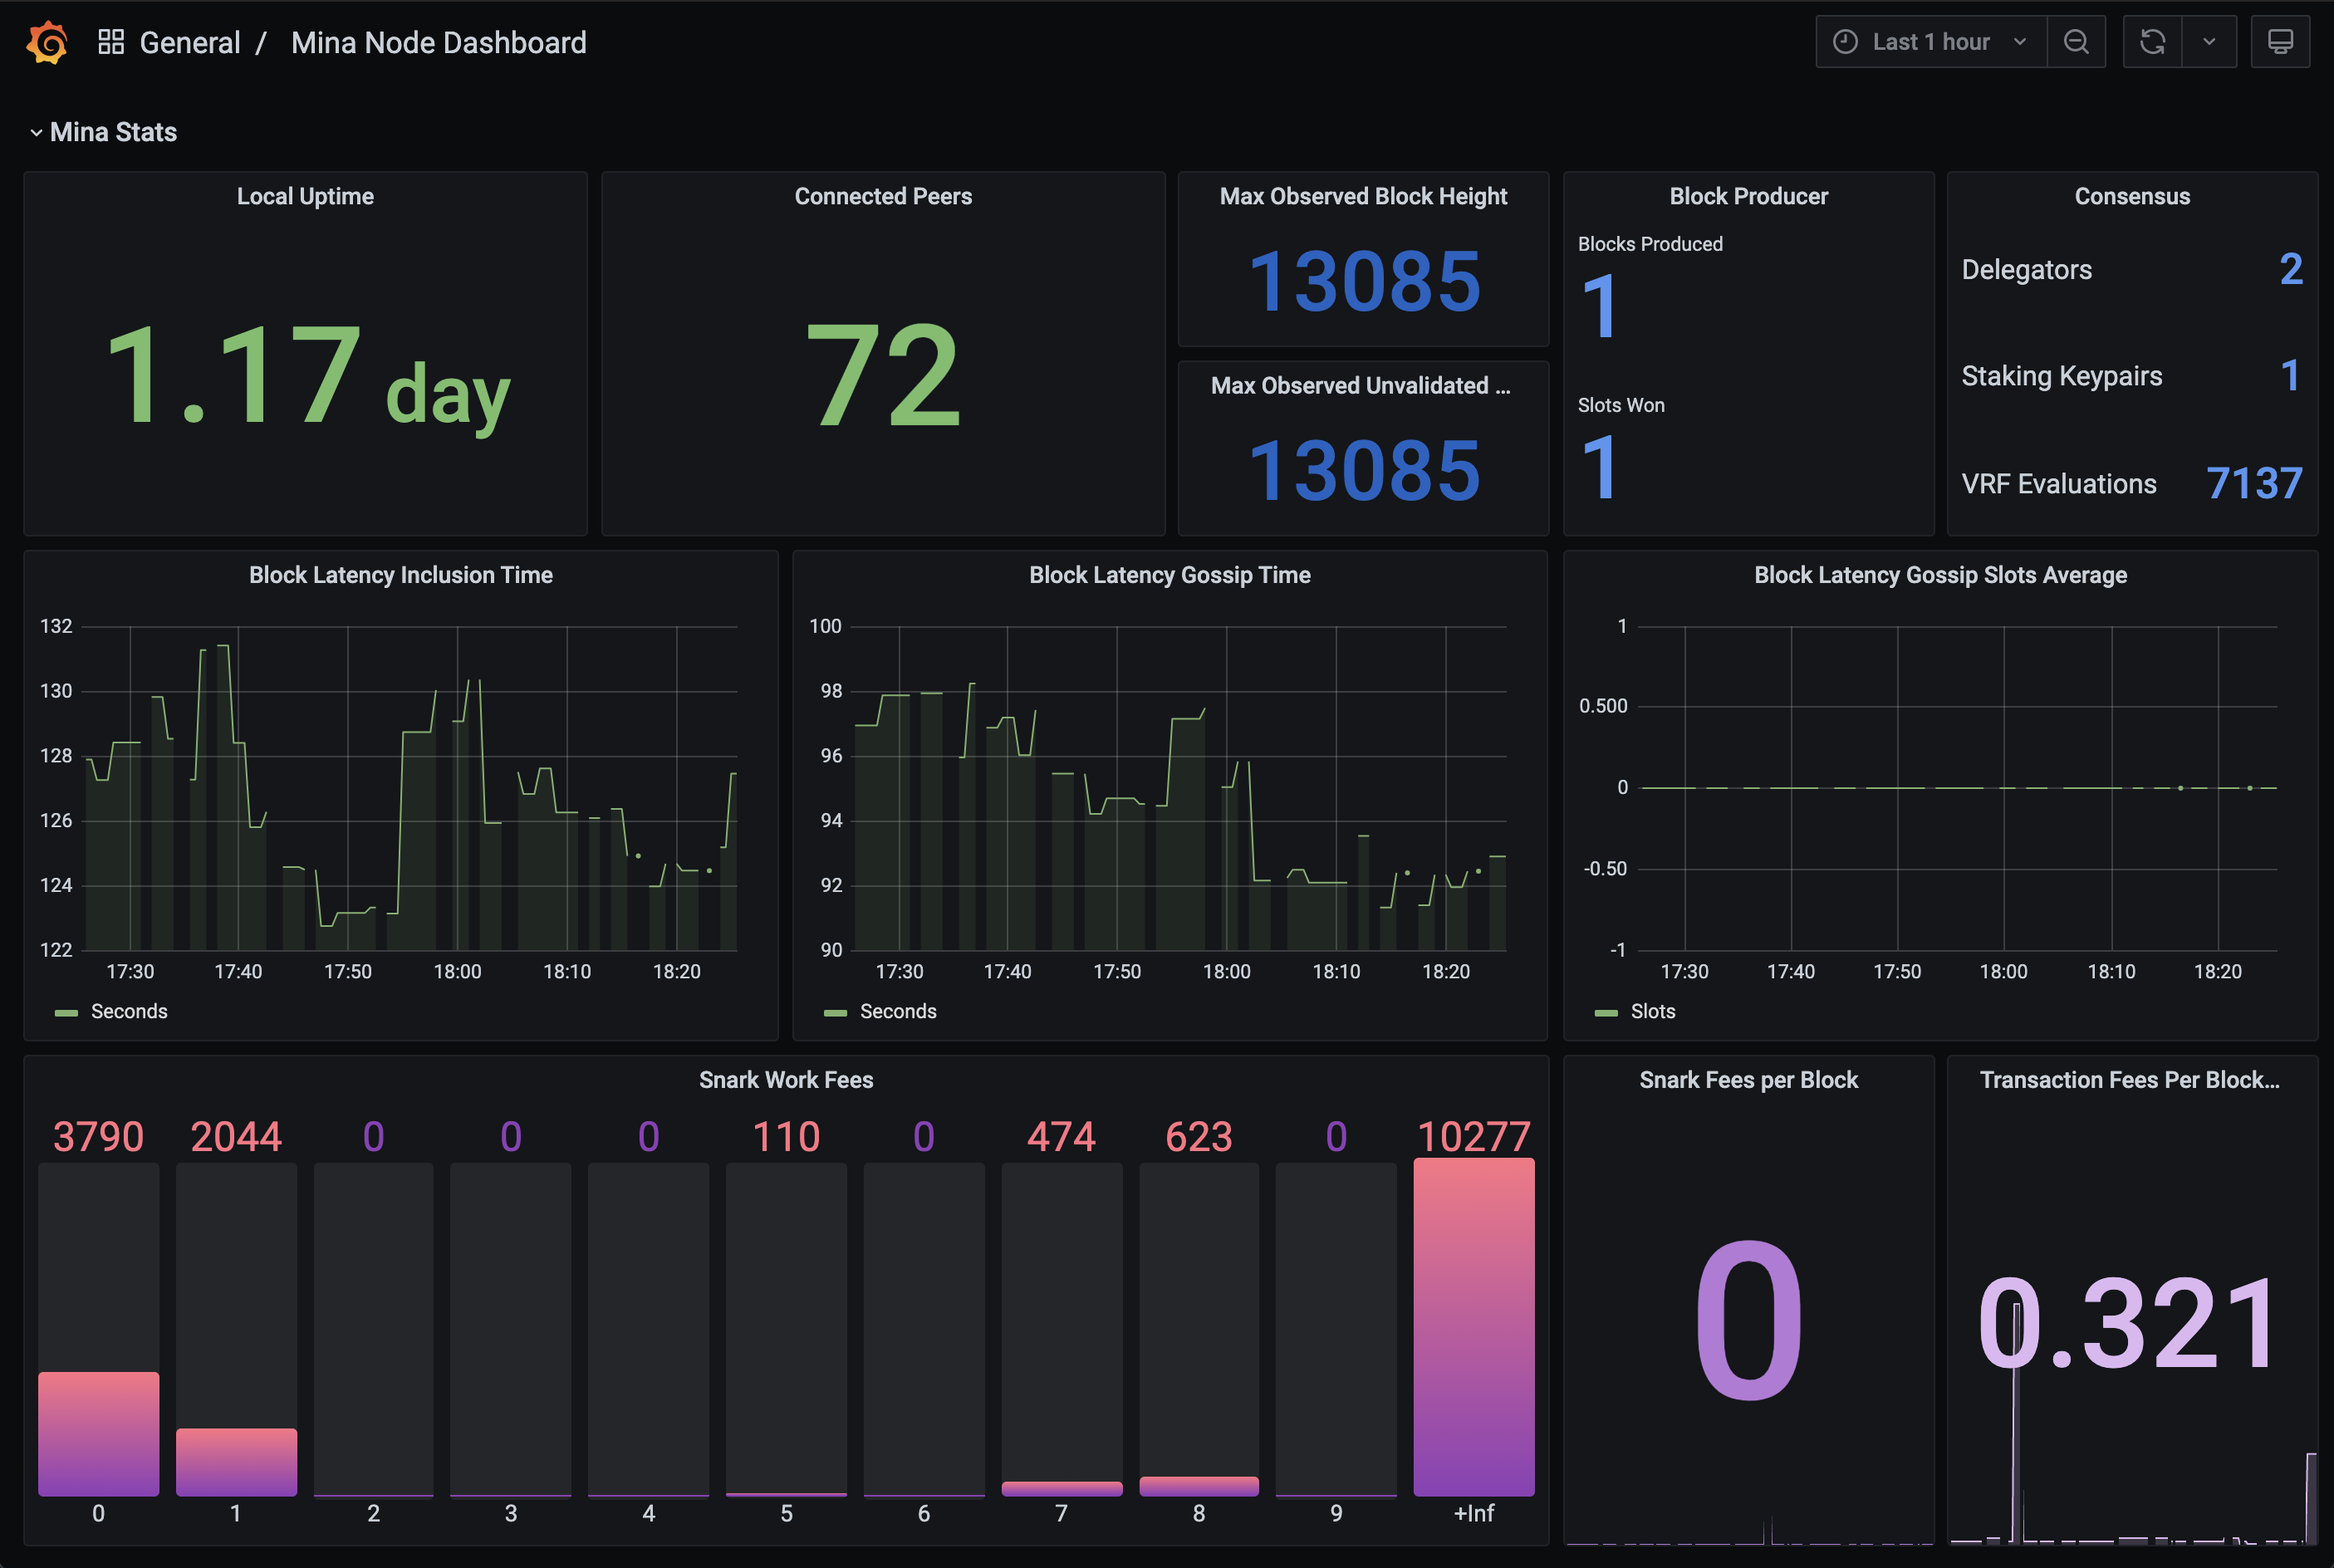 General / Mina Node Dashboard
Last 1 hour
Mina Stats
Local Uptime
1.17 day
Connected Peers
72
Max Observed Block Height
13085
Max Observed Unvalidated ...
13085
Block Producer
Blocks Produced
1
Slots Won
1
Consensus
Delegators 2
Staking Keypairs 1
VRF Evaluations 7137
Block Latency Inclusion Time
132
130
128
126
124
122
17:30 17:40 17:50 18:00 18:10 18:20
Seconds
Block Latency Gossip Time
100
98
96
94
92
90
17:30 17:40 17:50 18:00 18:10 18:20
Seconds
Block Latency Gossip Slots Average
1
0.500
0
-0.50
-1
17:30 17:40 17:50 18:00 18:10 18:20
Slots
Snark Work Fees
3790 2044 0 0 0 110 0 474 623 0 10277
0 1 2 3 4 5 6 7 8 9 +Inf
Snark Fees per Block
0
Transaction Fees Per Block...
0.321